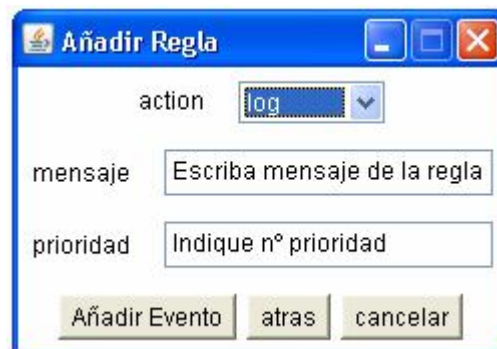 Añadir Regla
action log
mensaje Escriba mensaje de la regla
prioridad Indique nº prioridad
Añadir Evento atras cancelar